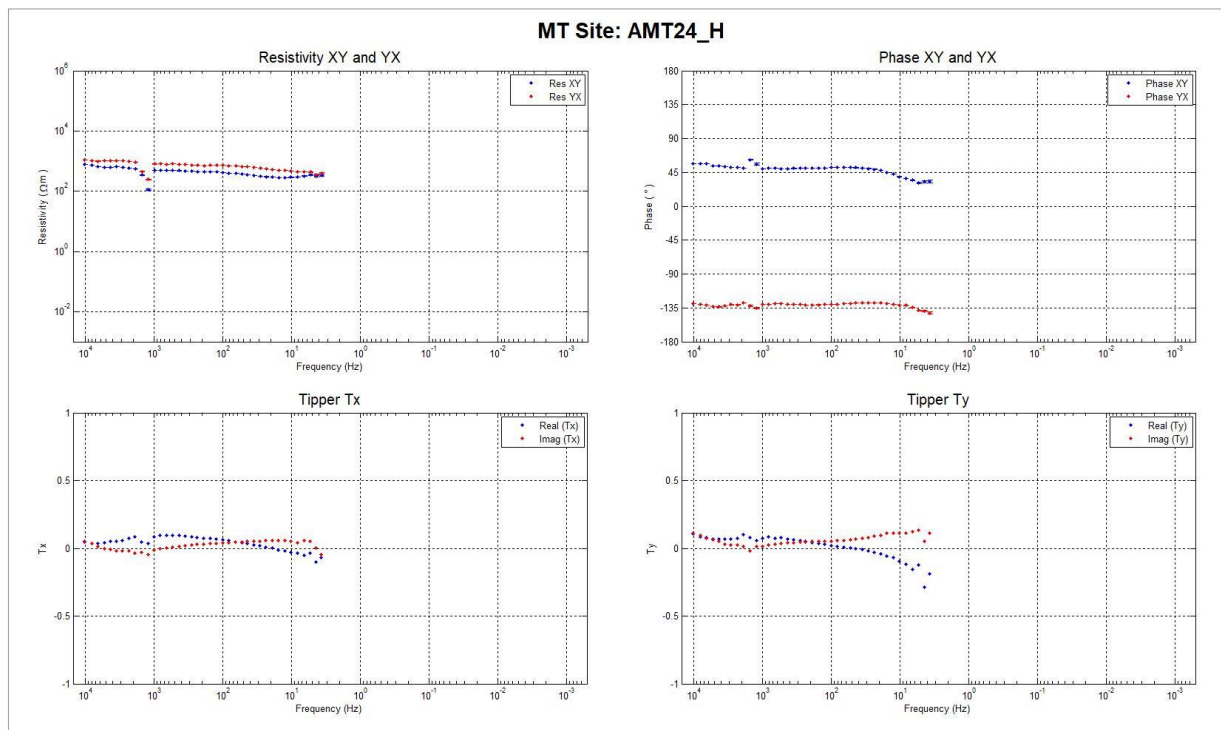 MT Site: AMT24_H
Resistivity XY and YX
Res XY
Res YX
10^6
10^4
10^2
10^0
10^-2
Resistivity (Ωm)
10^4 10^3 10^2 10^1 10^0 10^-1 10^-2 10^-3
Frequency (Hz)
Phase XY and YX
Phase XY
Phase YX
180
135
90
45
0
-45
-90
-135
-180
Phase (°)
10^4 10^3 10^2 10^1 10^0 10^-1 10^-2 10^-3
Frequency (Hz)
Tipper Tx
Real (Tx)
Imag (Tx)
1
0.5
0
-0.5
-1
Tx
10^4 10^3 10^2 10^1 10^0 10^-1 10^-2 10^-3
Frequency (Hz)
Tipper Ty
Real (Ty)
Imag (Ty)
1
0.5
0
-0.5
-1
Ty
10^4 10^3 10^2 10^1 10^0 10^-1 10^-2 10^-3
Frequency (Hz)